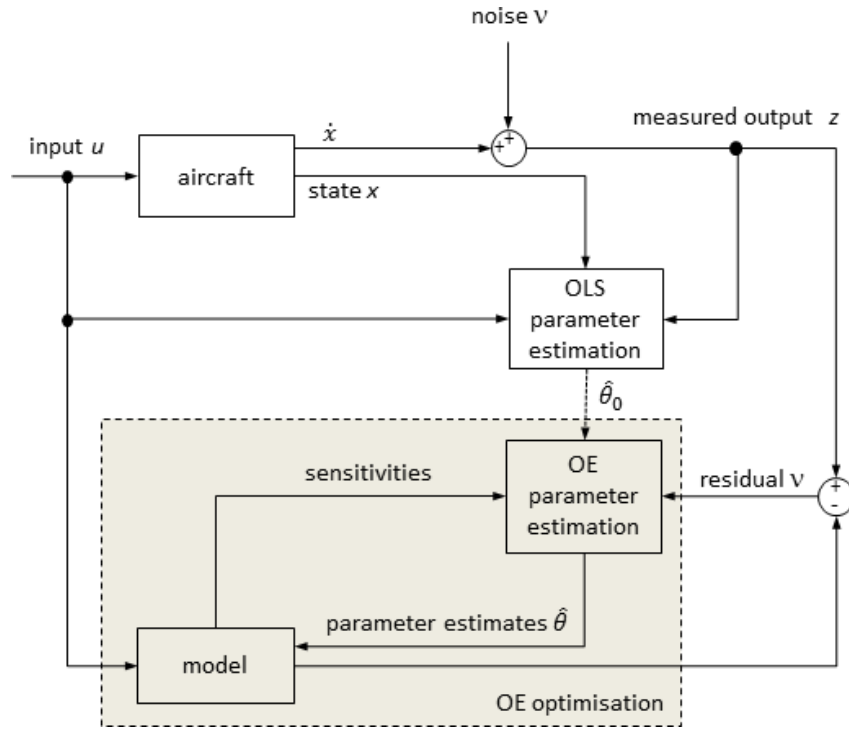 noise ν
measured output z
input u
ẋ
+
+
aircraft
state x
OLS
parameter
estimation
θ̂₀
OE
parameter
estimation
sensitivities
residual ν
+
-
parameter estimates θ̂
model
OE optimisation